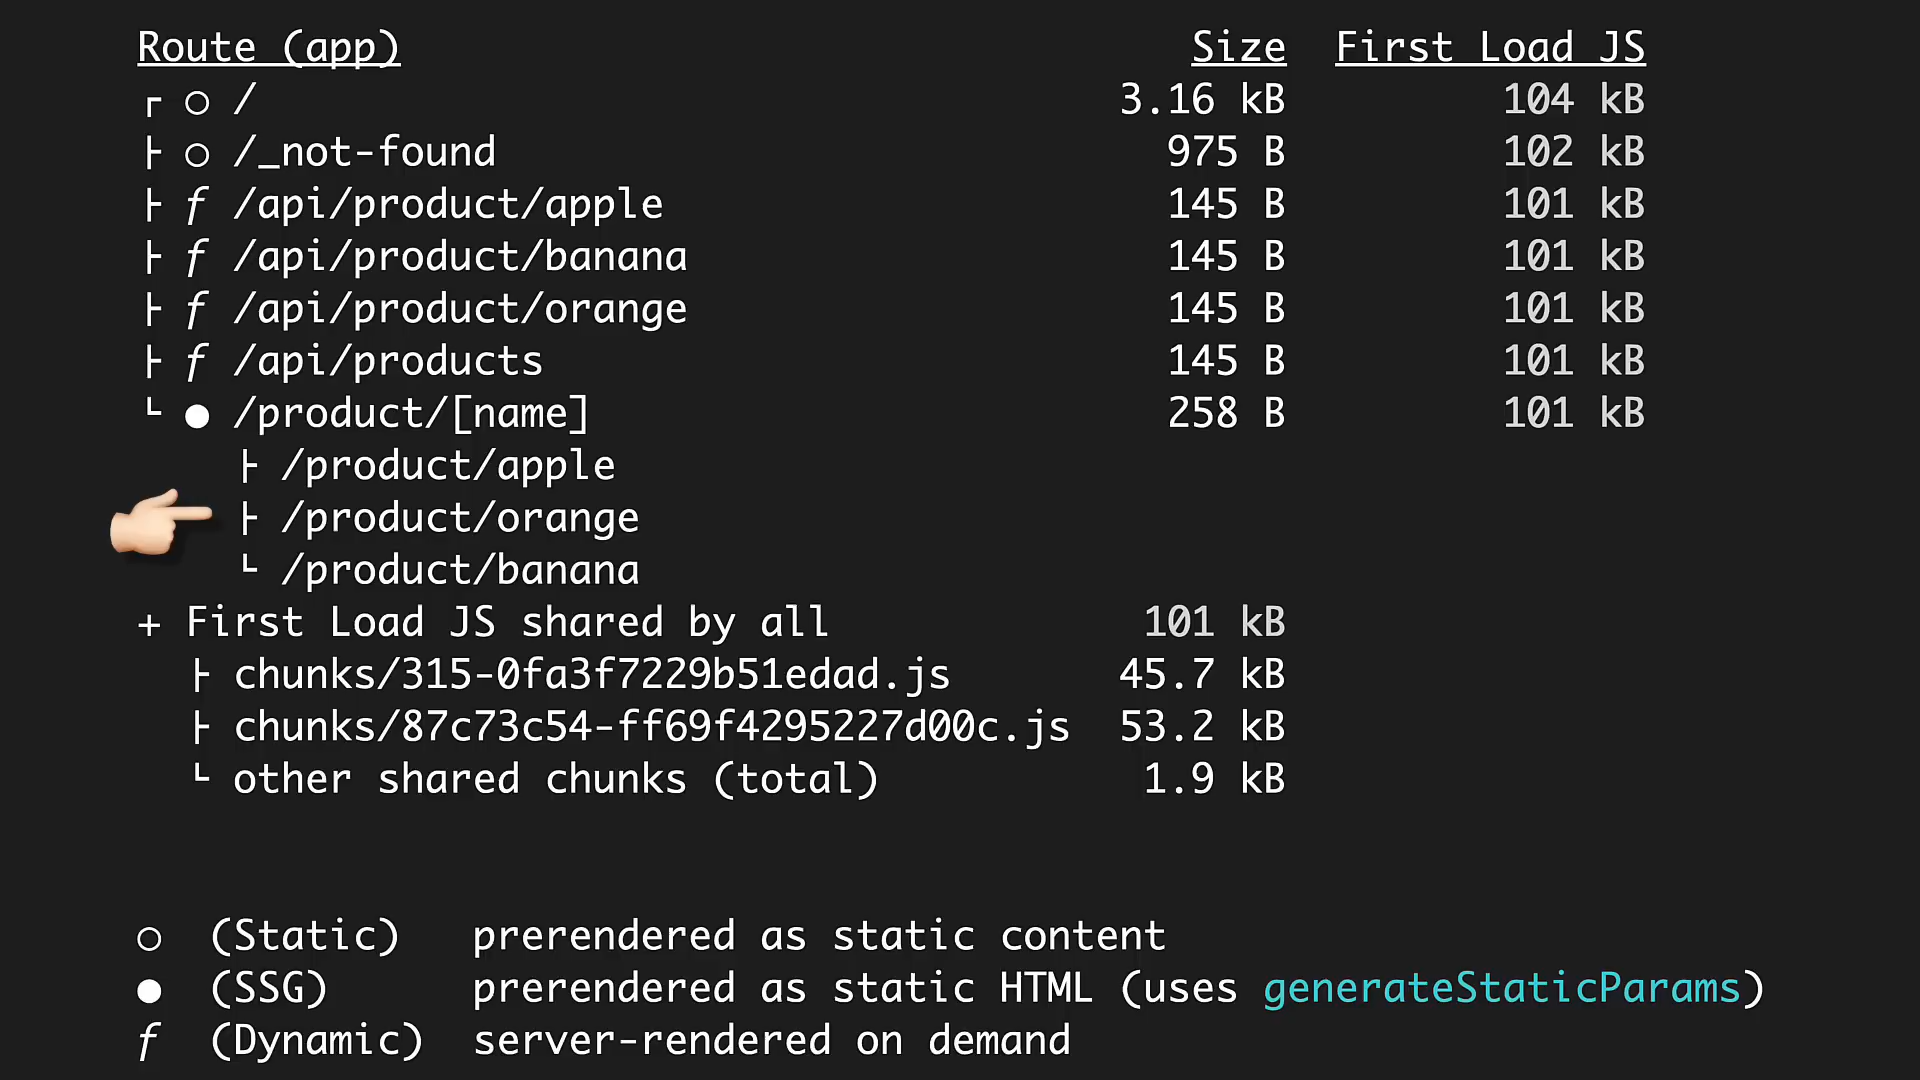 Route (app) Size First Load JS
┌ ○ / 3.16 kB 104 kB
├ ○ /_not-found 975 B 102 kB
├ ƒ /api/product/apple 145 B 101 kB
├ ƒ /api/product/banana 145 B 101 kB
├ ƒ /api/product/orange 145 B 101 kB
├ ƒ /api/products 145 B 101 kB
└ ● /product/[name] 258 B 101 kB
├ /product/apple
├ /product/orange
└ /product/banana
+ First Load JS shared by all 101 kB
├ chunks/315-0fa3f7229b51edad.js 45.7 kB
├ chunks/87c73c54-ff69f4295227d00c.js 53.2 kB
└ other shared chunks (total) 1.9 kB
○ (Static) prerendered as static content
● (SSG) prerendered as static HTML (uses generateStaticParams)
ƒ (Dynamic) server-rendered on demand